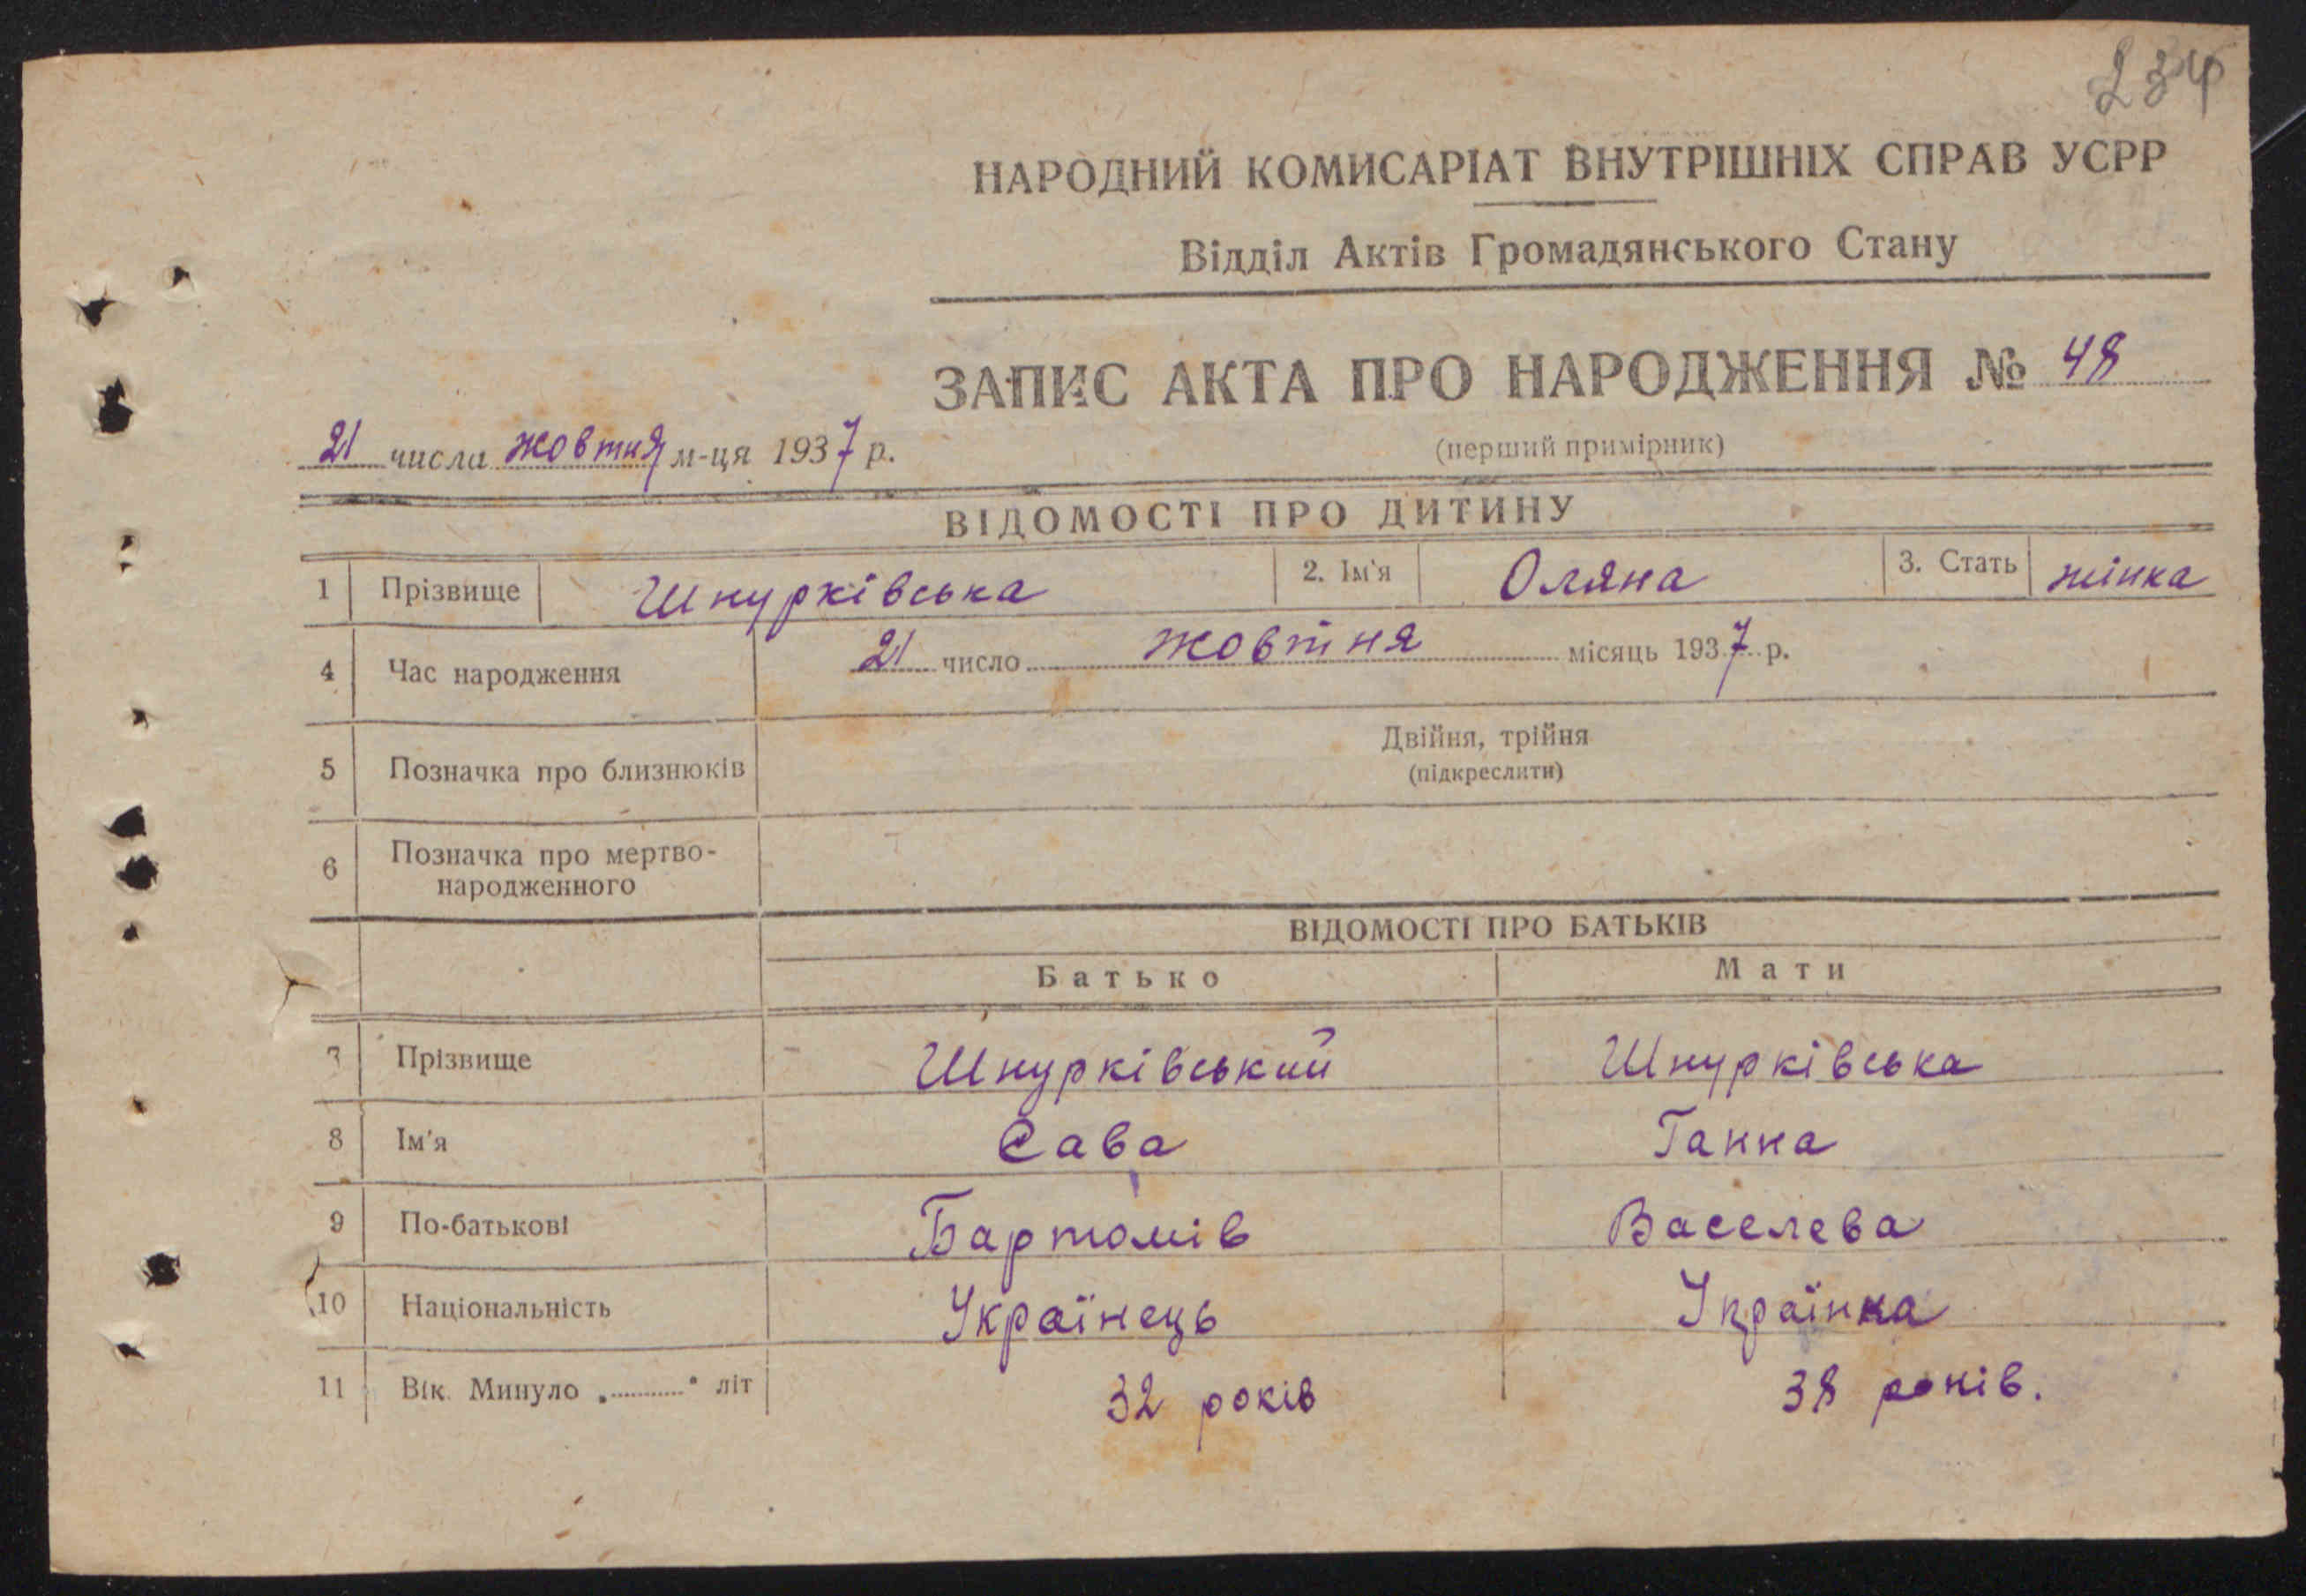 234
НАРОДНИЙ КОМИСАРІАТ ВНУТРІШНІХ СПРАВ УСРР
Відділ Актів Громадянського Стану
ЗАПИС АКТА ПРО НАРОДЖЕННЯ № 48
21 числа жовтня м-ця 1937 р.
(перший примірник)
ВІДОМОСТІ ПРО ДИТИНУ
1 Прізвище Шнурківська 2. Ім'я Оляна 3. Стать жінка
4 Час народження 21 число жовтня місяць 1937 р.
5 Позначка про близнюків Двійня, трійня
(підкреслити)
6 Позначка про мертво-
народженного
ВІДОМОСТІ ПРО БАТЬКІВ
Батько Мати
7 Прізвище Шнурківський Шнурківська
8 Ім'я Сава Ганна
9 По-батькові Бартомів Васелева
10 Національність Українець Українка
11 Вік. Минуло „..........“ літ 32 років 38 років.